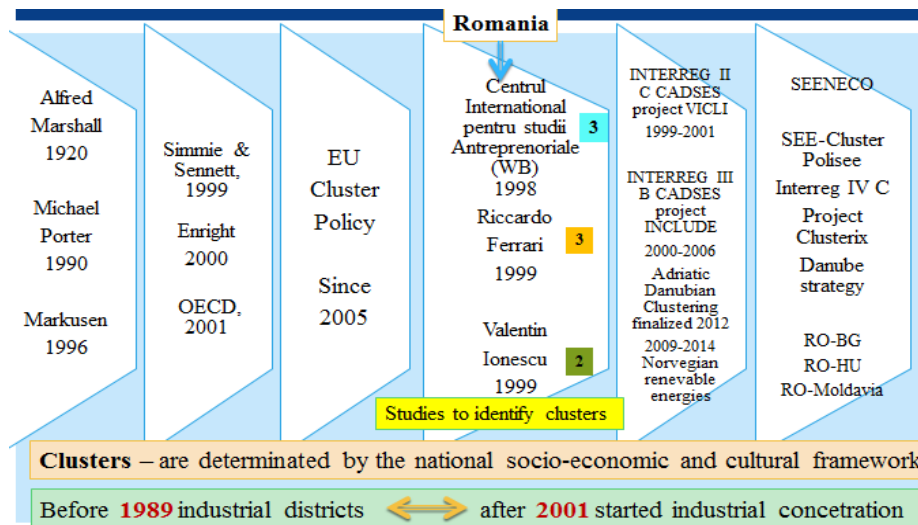 Romania
Alfred
Marshall
1920
Michael
Porter
1990
Markusen
1996
Simmie &
Sennett,
1999
Enright
2000
OECD,
2001
EU
Cluster
Policy
Since
2005
Centrul
International
pentru studii
Antreprenoriale
(WB)
1998
3
Riccardo
Ferrari
1999
3
Valentin
Ionescu
1999
2
Studies to identify clusters
INTERREG II
C CADSES
project VICLI
1999-2001
INTERREG III
B CADSES
project
INCLUDE
2000-2006
Adriatic
Danubian
Clustering
finalized 2012
2009-2014
Norvegian
renevable
energies
SEENECO
SEE-Cluster
Polisee
Interreg IV C
Project
Clusterix
Danube
strategy
RO-BG
RO-HU
RO-Moldavia
Clusters – are determinated by the national socio-economic and cultural framework
Before 1989 industrial districts after 2001 started industrial concetration